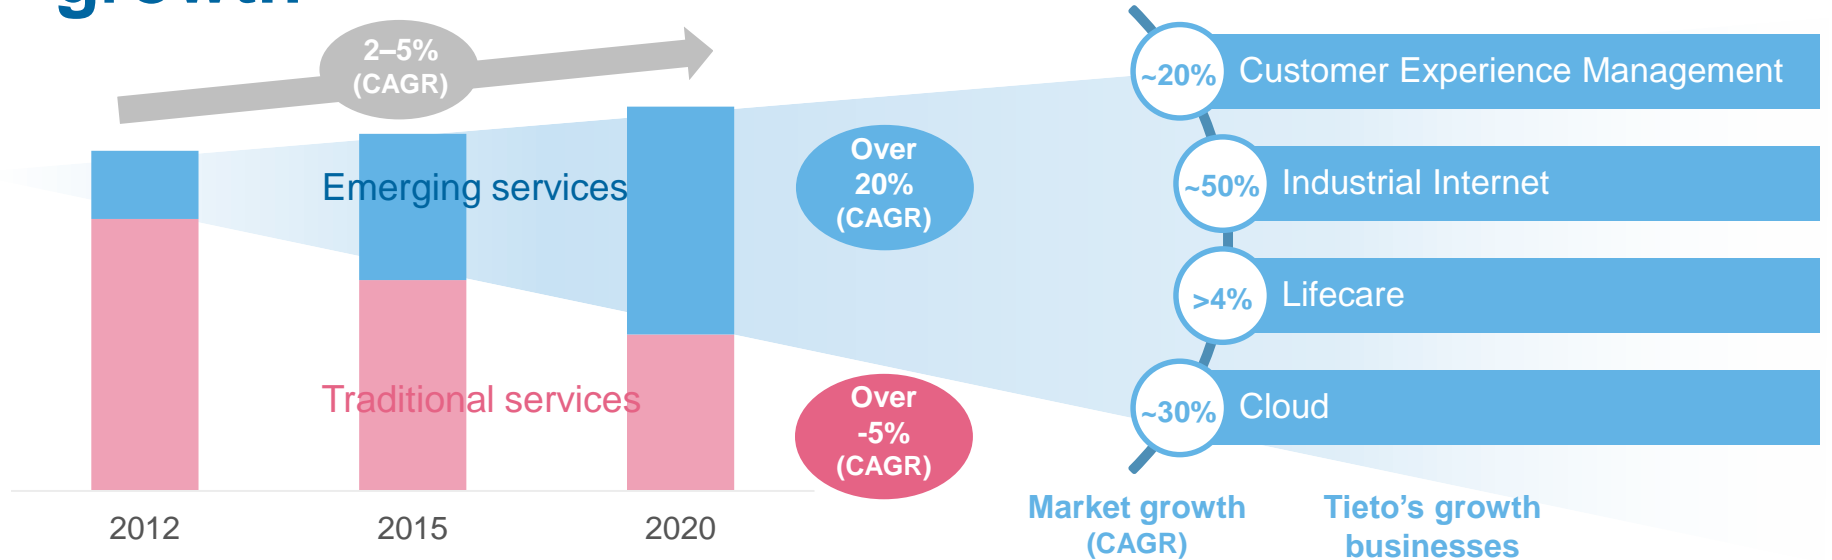 growth
2–5%
(CAGR)
Emerging services
Traditional services
2012
2015
2020
Over
20%
(CAGR)
Over
-5%
(CAGR)
~20% Customer Experience Management
~50% Industrial Internet
>4% Lifecare
~30% Cloud
Market growth
(CAGR)
Tieto’s growth
businesses